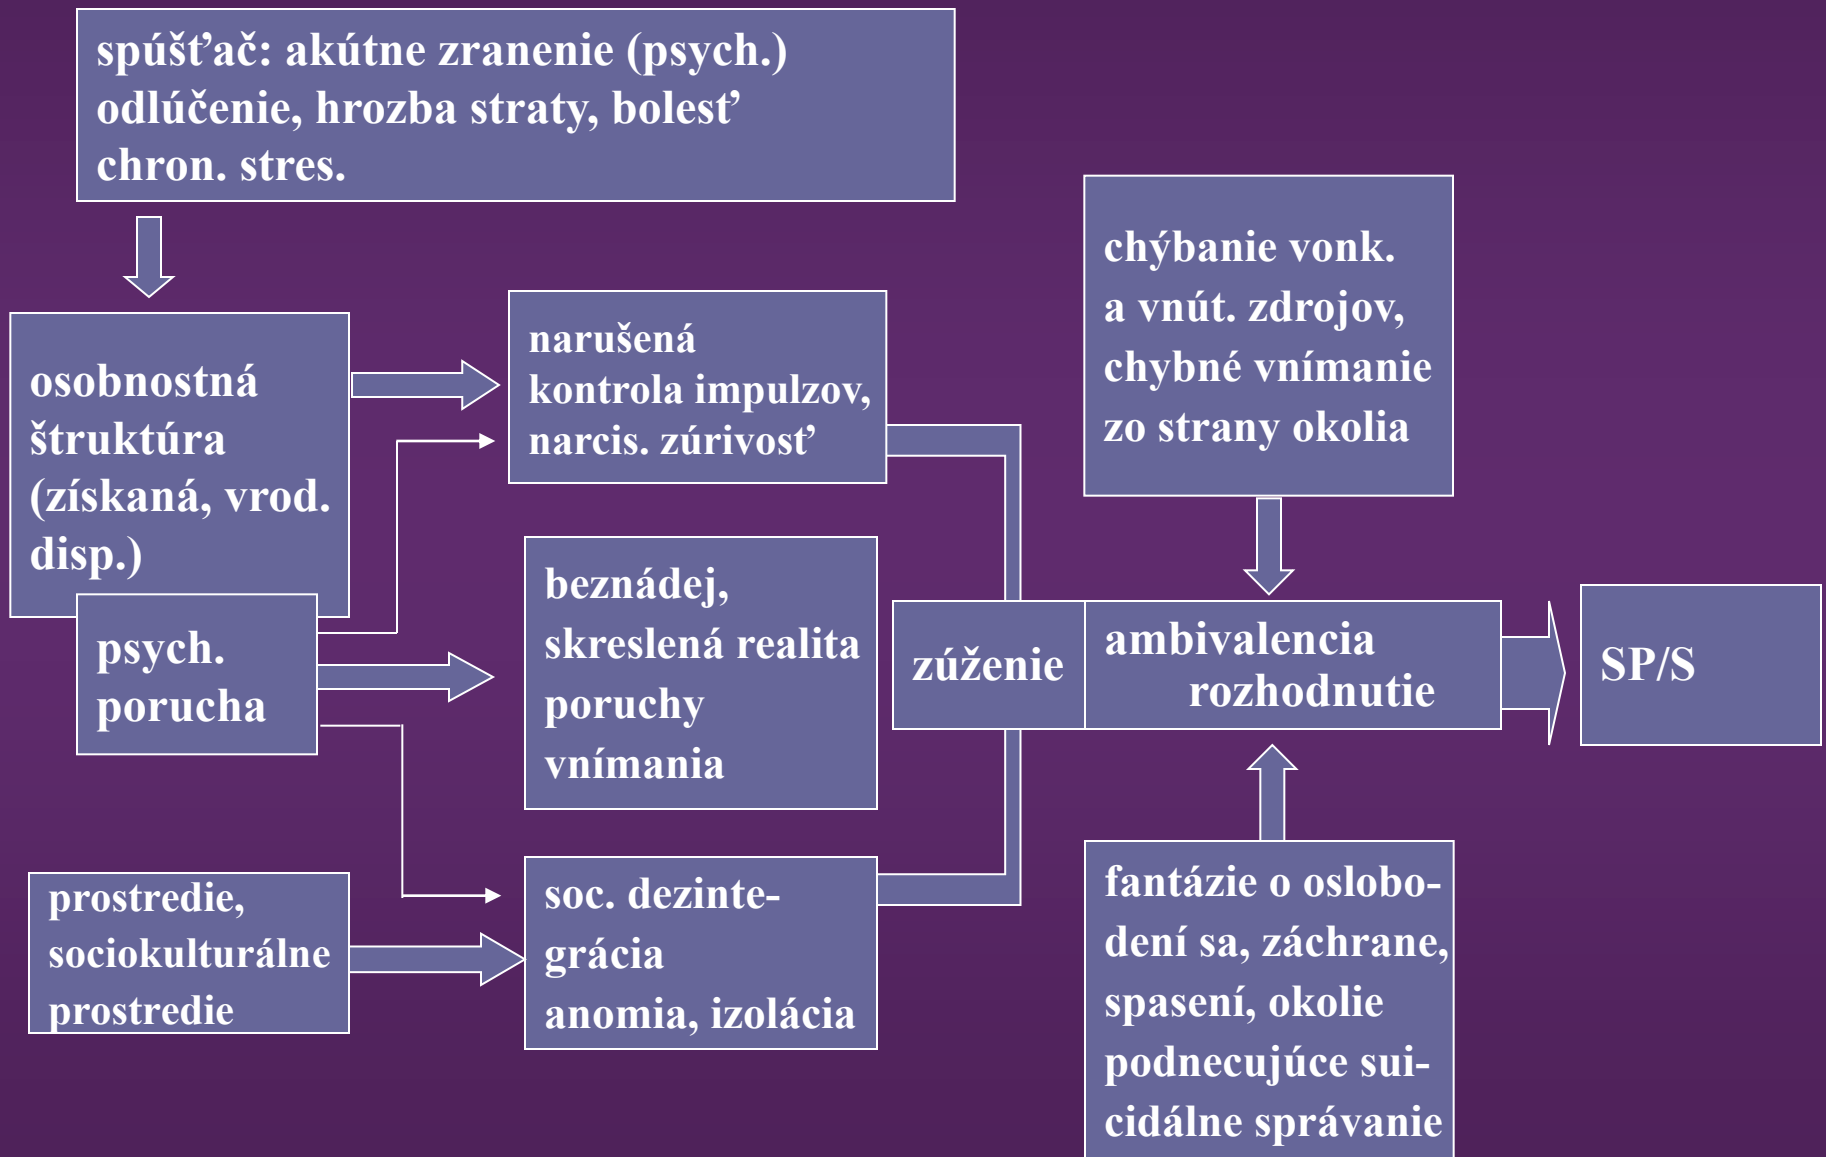 spúšťač: akútne zranenie (psych.)
odlúčenie, hrozba straty, bolesť
chron. stres.
osobnostná
štruktúra
(získaná, vrod.
disp.)
psych.
porucha
prostredie,
sociokulturálne
prostredie
narušená
kontrola impulzov,
narcis. zúrivosť
beznádej,
skreslená realita
poruchy
vnímania
soc. dezinte-
grácia
anomia, izolácia
zúženie
chýbanie vonk.
a vnút. zdrojov,
chybné vnímanie
zo strany okolia
ambivalencia
rozhodnutie
fantázie o oslobo-
dení sa, záchrane,
spasení, okolie
podnecujúce sui-
cidálne správanie
SP/S